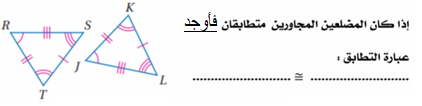 إذا كان المضلعين المجاورين متطابقان فأوجد
عبارة التطابق :
.............................. ≅ ..............................
R S K
J
T L